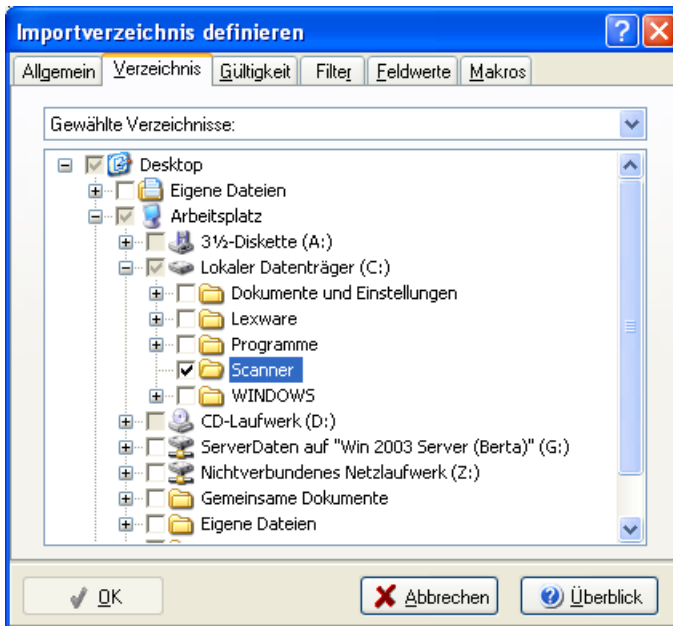 Importverzeichnis definieren
Allgemein Verzeichnis Gültigkeit Filter Feldwerte Makros
Gewählte Verzeichnisse:
Desktop
Eigene Dateien
Arbeitsplatz
3½-Diskette (A:)
Lokaler Datenträger (C:)
Dokumente und Einstellungen
Lexware
Programme
Scanner
WINDOWS
CD-Laufwerk (D:)
ServerDaten auf "Win 2003 Server (Berta)" (G:)
Nichtverbundenes Netzlaufwerk (Z:)
Gemeinsame Dokumente
Eigene Dateien
OK Abbrechen Überblick